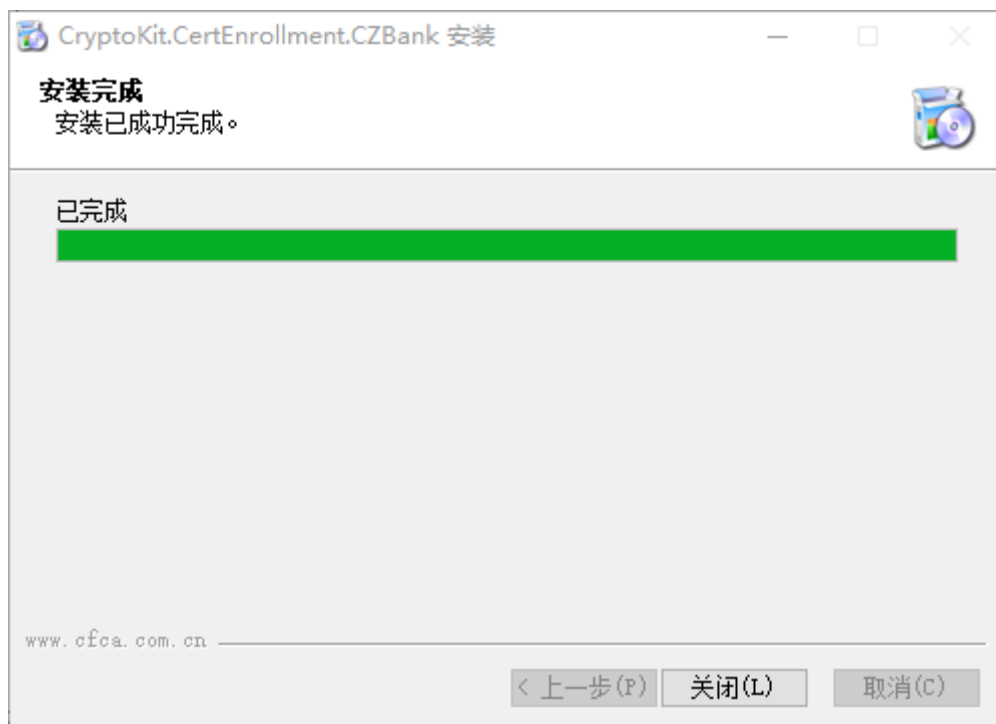 CryptoKit.CertEnrollment.CZBank 安装
安装完成
安装已成功完成。
已完成
www.cfca.com.cn
< 上一步(P) 关闭(L) 取消(C)